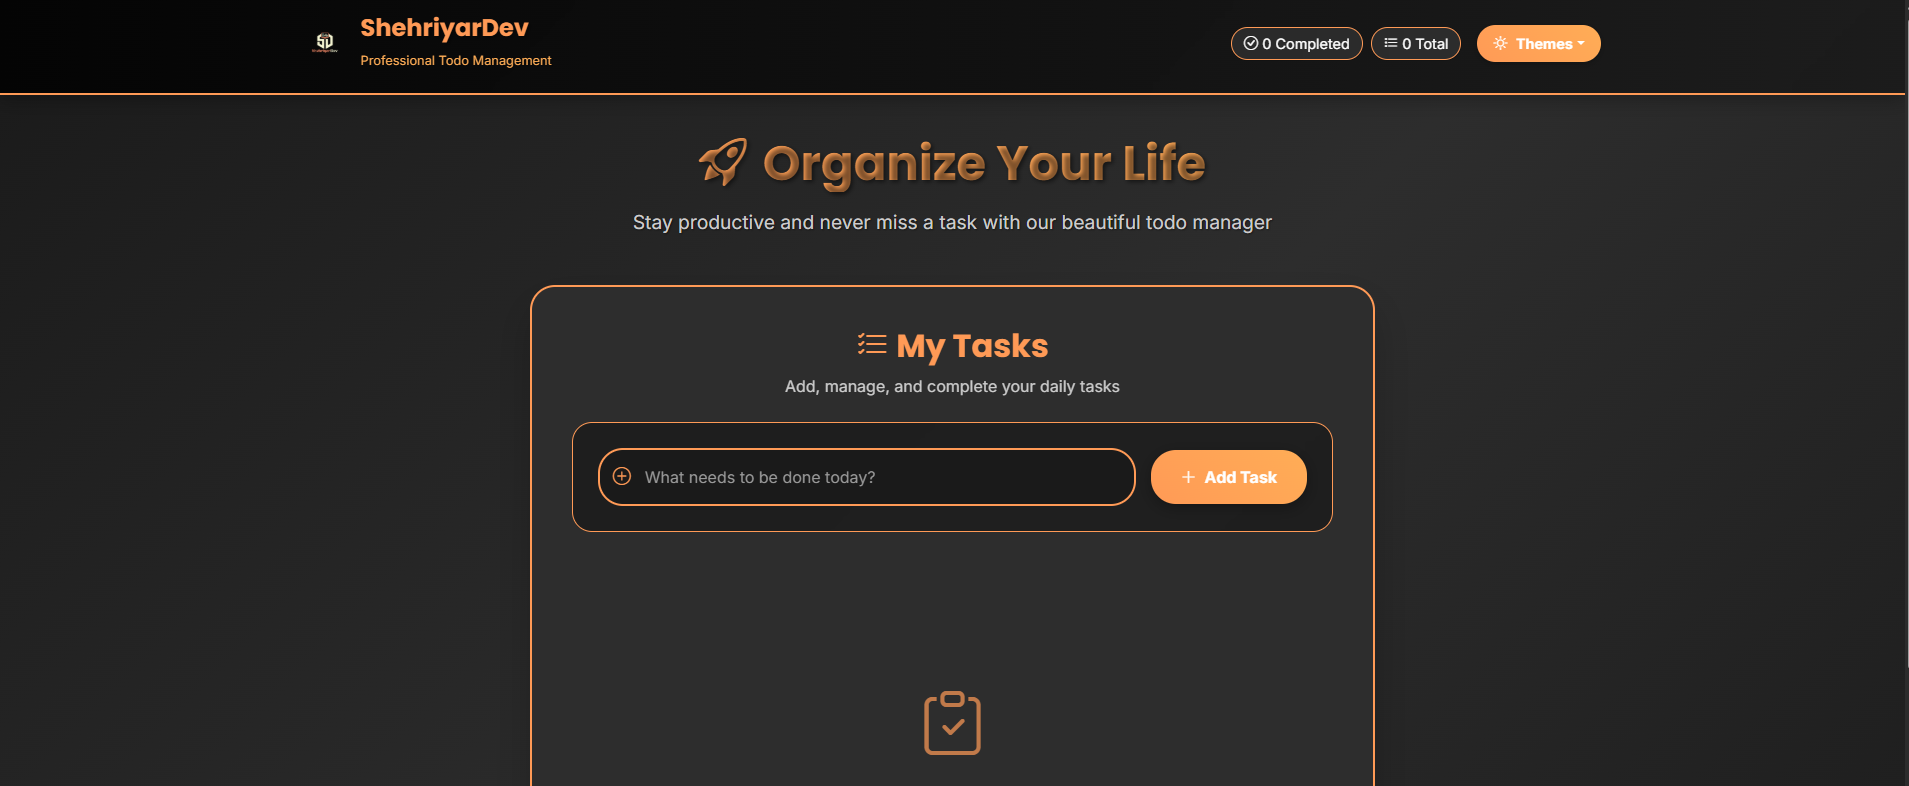 ShehriyarDev
Professional Todo Management
0 Completed
0 Total
Themes
Organize Your Life
Stay productive and never miss a task with our beautiful todo manager
My Tasks
Add, manage, and complete your daily tasks
What needs to be done today?
Add Task